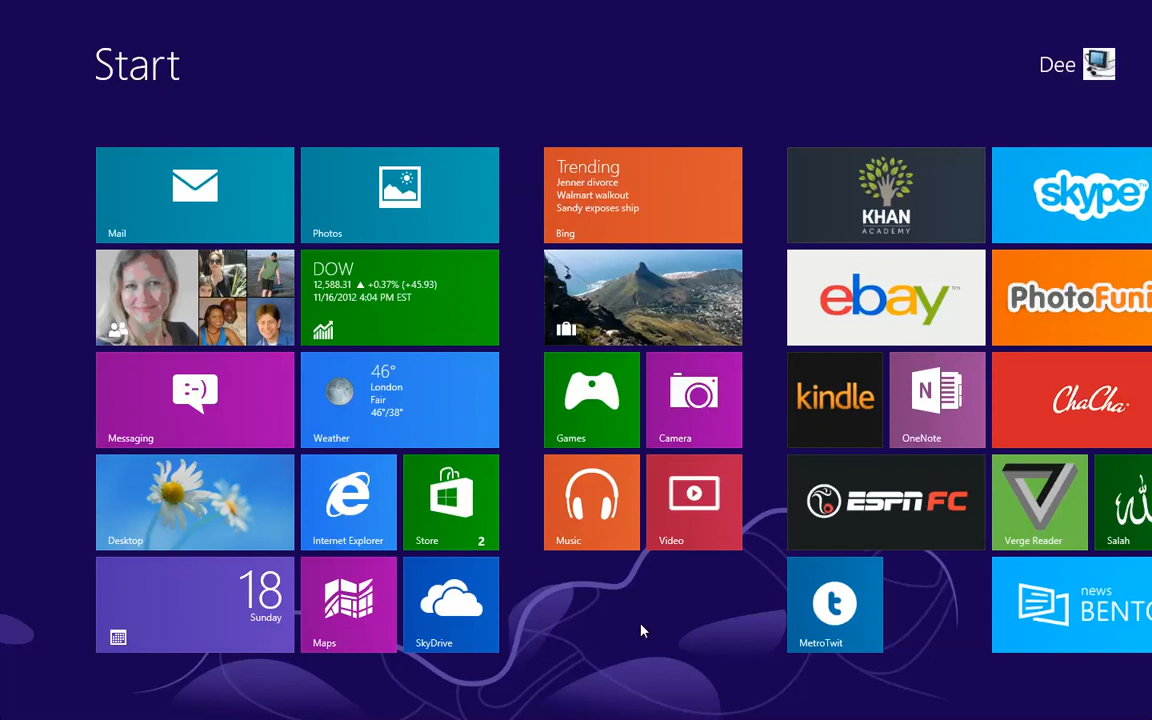 Start
Dee
Mail
Photos
DOW
12,588.31 ▲ +0.37% (+45.93)
11/16/2012 4:04 PM EST
Messaging
46°
London
Fair
46°/38°
Weather
Desktop
Internet Explorer
Store
2
18
Sunday
Maps
SkyDrive
Trending
Jenner divorce
Walmart walkout
Sandy exposes ship
Bing
Games
Camera
Music
Video
KHAN
ACADEMY
skype™
ebay™
PhotoFuni
kindle
N
OneNote
ChaCha
ESPN FC
Verge Reader
Salah
MetroTwit
news
BENTO